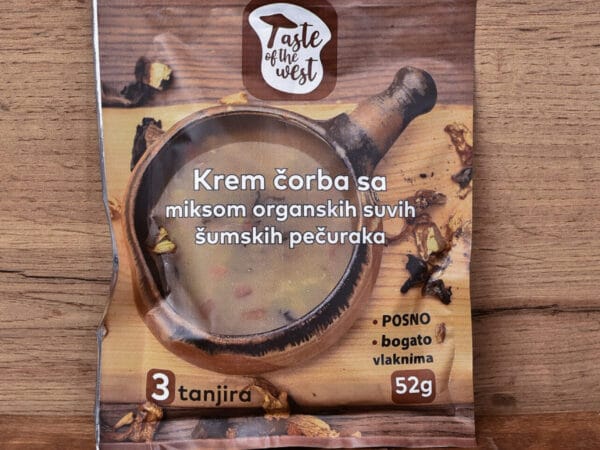 Taste
of the
west
Krem čorba sa
miksom organskih suvih
šumskih pečuraka
• POSNO
• bogato
vlaknima
3 tanjira
52g